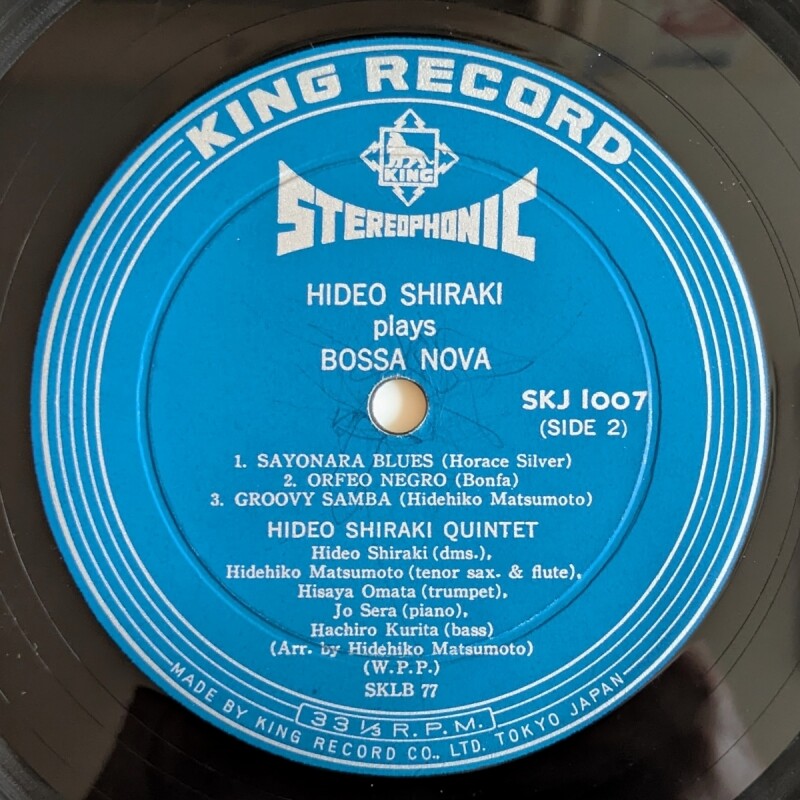 KING RECORD
KING
STEREOPHONIC
HIDEO SHIRAKI
plays
BOSSA NOVA
SKJ 1007
(SIDE 2)
1. SAYONARA BLUES (Horace Silver)
2. ORFEO NEGRO (Bonfa)
3. GROOVY SAMBA (Hidehiko Matsumoto)
HIDEO SHIRAKI QUINTET
Hideo Shiraki (dms.),
Hidehiko Matsumoto (tenor sax. & flute),
Hisaya Omata (trumpet),
Jo Sera (piano),
Hachiro Kurita (bass)
(Arr. by Hidehiko Matsumoto)
(W.P.P.)
SKLB 77
33 1/3 R.P.M.
MADE BY KING RECORD CO., LTD. TOKYO JAPAN